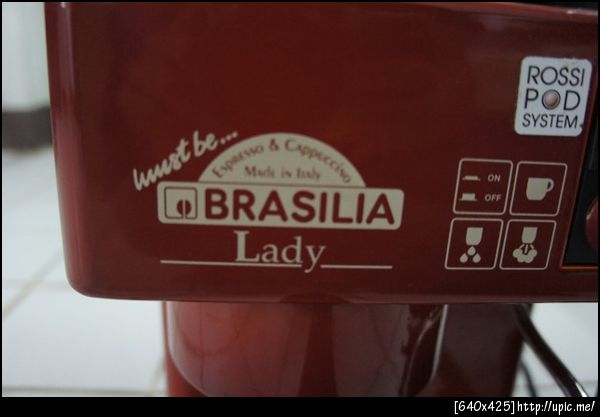 must be...
Espresso & Cappuccino
Made in Italy
BRASILIA
Lady
ROSSI
POD
SYSTEM
ON
OFF
[640x425]http://upic.me/